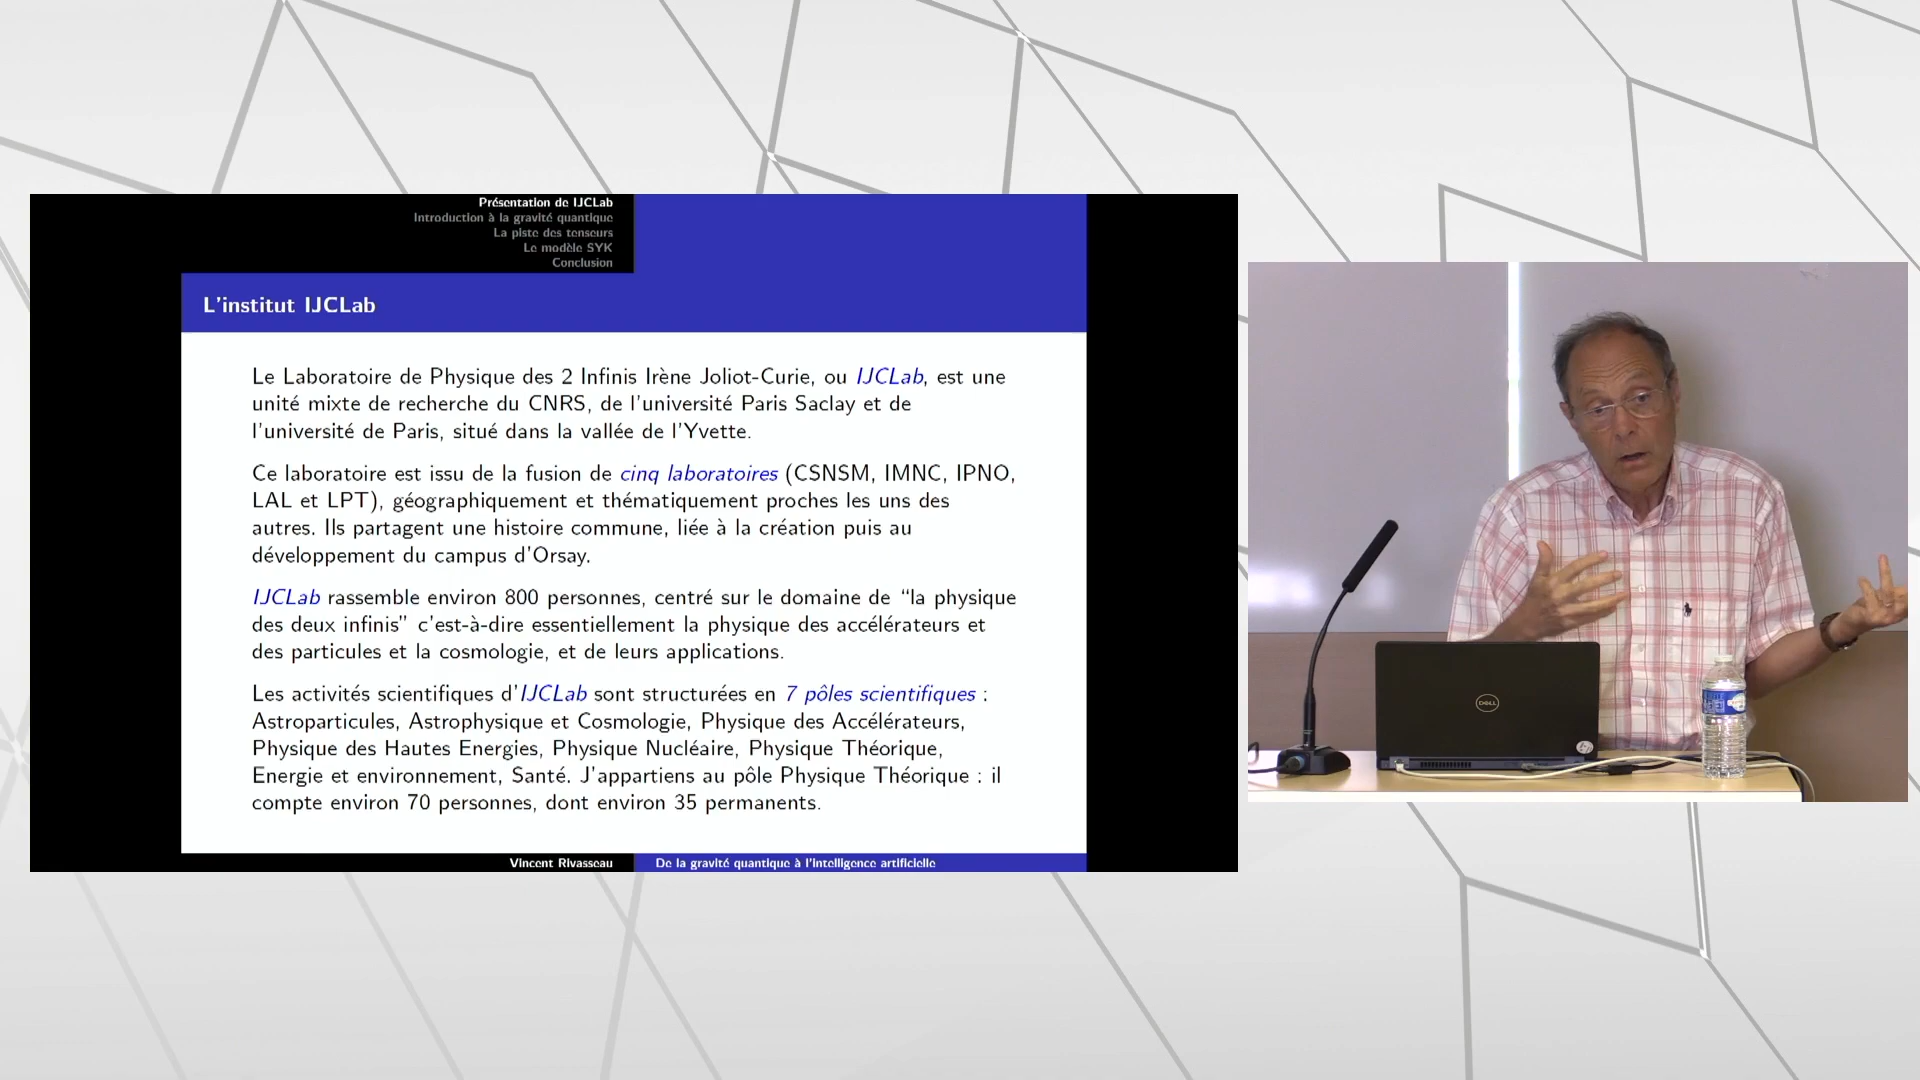 Présentation de IJCLab
Introduction à la gravité quantique
La piste des tenseurs
Le modèle SYK
Conclusion
L'institut IJCLab
Le Laboratoire de Physique des 2 Infinis Irène Joliot-Curie, ou IJCLab, est une
unité mixte de recherche du CNRS, de l'université Paris Saclay et de
l'université de Paris, situé dans la vallée de l'Yvette.
Ce laboratoire est issu de la fusion de cinq laboratoires (CSNSM, IMNC, IPNO,
LAL et LPT), géographiquement et thématiquement proches les uns des
autres. Ils partagent une histoire commune, liée à la création puis au
développement du campus d'Orsay.
IJCLab rassemble environ 800 personnes, centré sur le domaine de “la physique
des deux infinis” c'est-à-dire essentiellement la physique des accélérateurs et
des particules et la cosmologie, et de leurs applications.
Les activités scientifiques d'IJCLab sont structurées en 7 pôles scientifiques :
Astroparticules, Astrophysique et Cosmologie, Physique des Accélérateurs,
Physique des Hautes Energies, Physique Nucléaire, Physique Théorique,
Energie et environnement, Santé. J'appartiens au pôle Physique Théorique : il
compte environ 70 personnes, dont environ 35 permanents.
Vincent Rivasseau
De la gravité quantique à l'intelligence artificielle
DELL